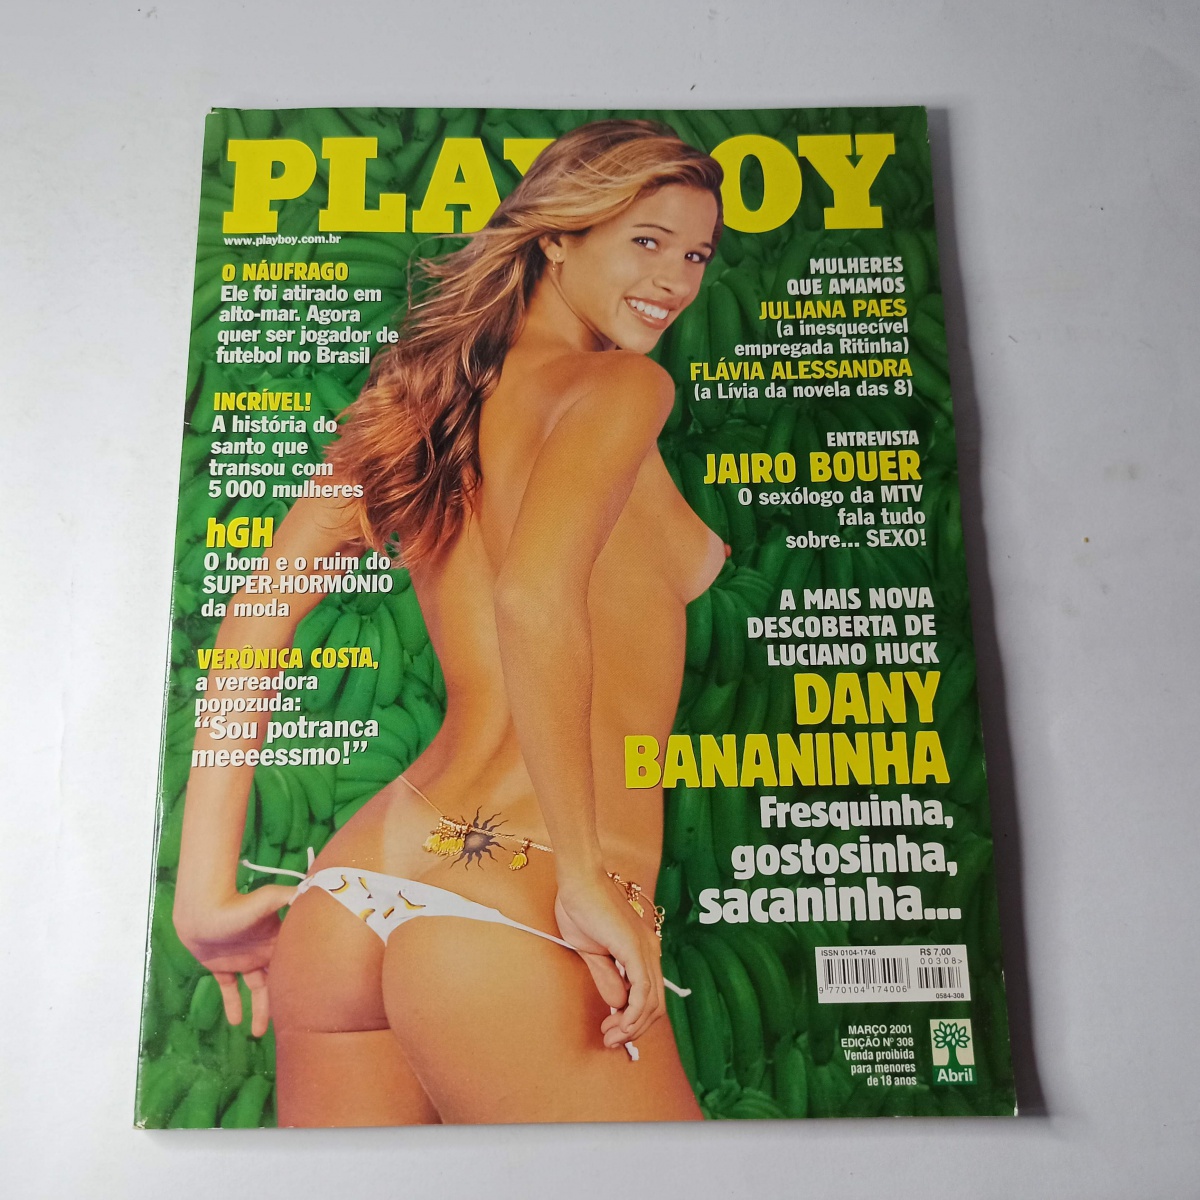 PLAYBOY
www.playboy.com.br
O NÁUFRAGO
Ele foi atirado em
alto-mar. Agora
quer ser jogador de
futebol no Brasil
INCRÍVEL!
A história do
santo que
transou com
5 000 mulheres
hGH
O bom e o ruim do
SUPER-HORMÔNIO
da moda
VERÔNICA COSTA,
a vereadora
popozuda:
“Sou potranca
meeeessmo!”
MULHERES
QUE AMAMOS
JULIANA PAES
(a inesquecível
empregada Ritinha)
FLÁVIA ALESSANDRA
(a Lívia da novela das 8)
ENTREVISTA
JAIRO BOUER
O sexólogo da MTV
fala tudo
sobre... SEXO!
A MAIS NOVA
DESCOBERTA DE
LUCIANO HUCK
DANY
BANANINHA
Fresquinha,
gostosinha,
sacaninha...
ISSN 0104-1746 R$ 7,00
00308>
9 770104 174006
0584-308
MARÇO 2001
EDIÇÃO Nº 308
Venda proibida
para menores
de 18 anos
Abril